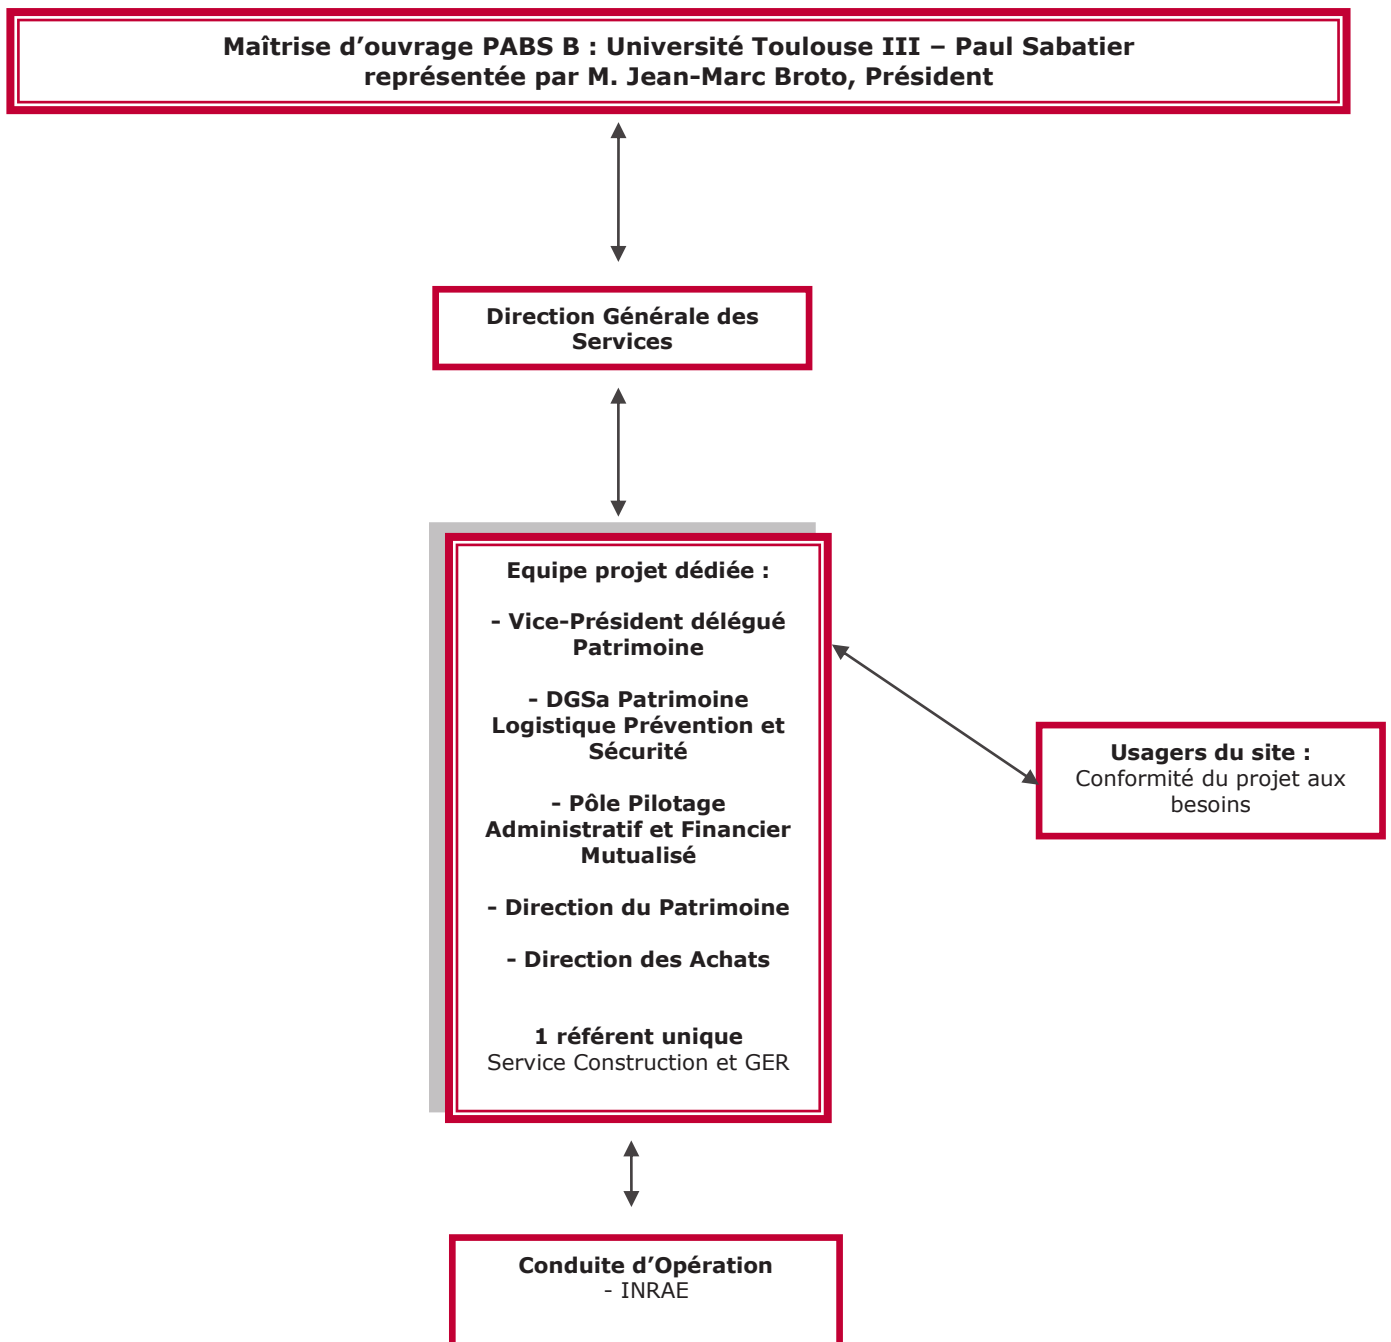 Maîtrise d’ouvrage PABS B : Université Toulouse III – Paul Sabatier
représentée par M. Jean-Marc Broto, Président
Direction Générale des
Services
Equipe projet dédiée :
- Vice-Président délégué
Patrimoine
- DGSa Patrimoine
Logistique Prévention et
Sécurité
- Pôle Pilotage
Administratif et Financier
Mutualisé
- Direction du Patrimoine
- Direction des Achats
1 référent unique
Service Construction et GER
Usagers du site :
Conformité du projet aux
besoins
Conduite d’Opération
- INRAE